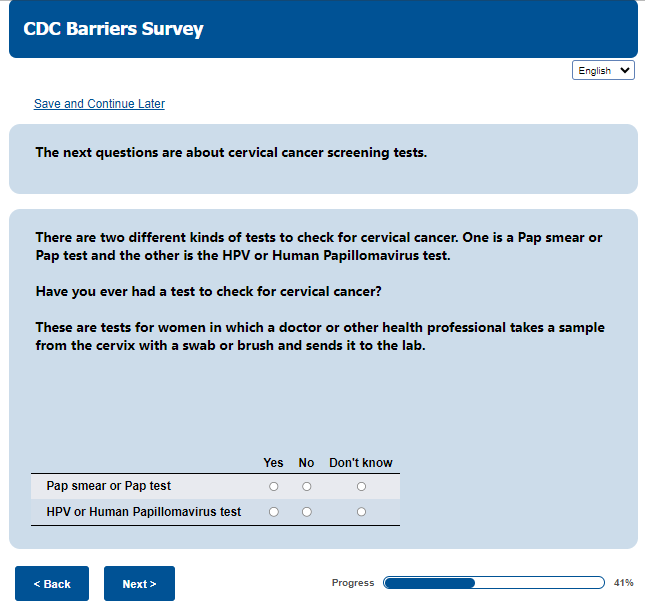 CDC Barriers Survey
English
Save and Continue Later
The next questions are about cervical cancer screening tests.
There are two different kinds of tests to check for cervical cancer. One is a Pap smear or
Pap test and the other is the HPV or Human Papillomavirus test.
Have you ever had a test to check for cervical cancer?
These are tests for women in which a doctor or other health professional takes a sample
from the cervix with a swab or brush and sends it to the lab.
Yes No Don't know
Pap smear or Pap test
HPV or Human Papillomavirus test
< Back Next > Progress 41%